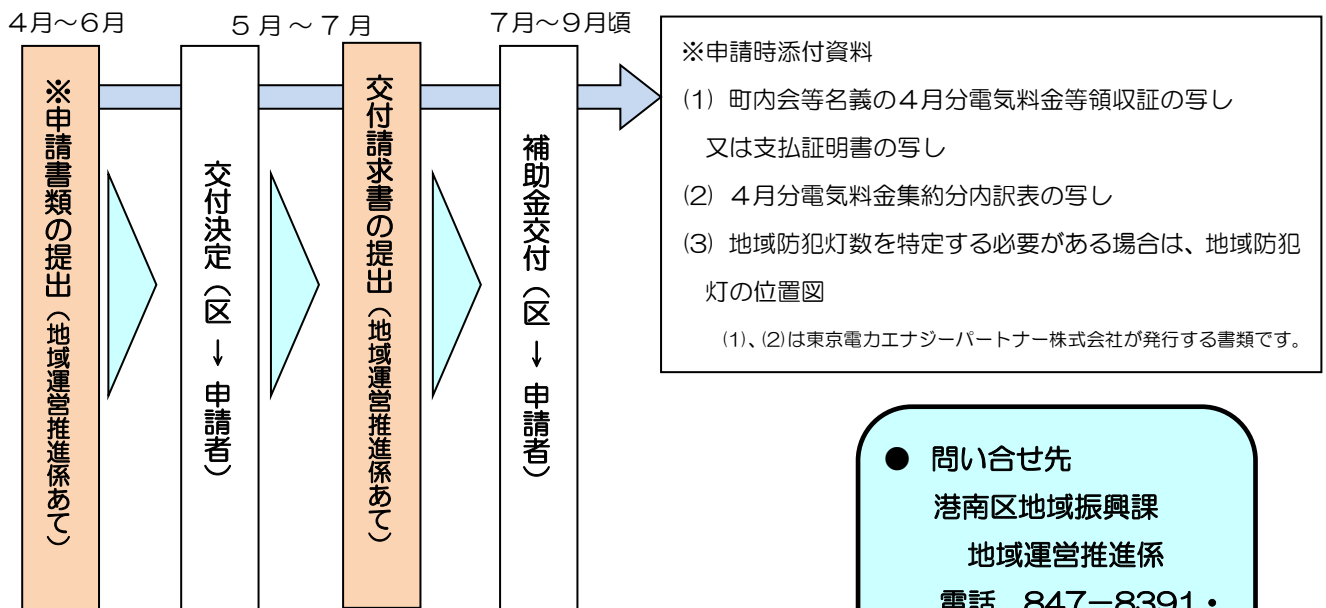 4月～6月
5月～7月
7月～9月頃
※申請書類の提出（地域運営推進係あて）
交付決定（区→申請者）
交付請求書の提出（地域運営推進係あて）
補助金交付（区→申請者）
※申請時添付資料
(1) 町内会等名義の4月分電気料金等領収証の写し
又は支払証明書の写し
(2) 4月分電気料金集約分内訳表の写し
(3) 地域防犯灯数を特定する必要がある場合は、地域防犯
灯の位置図
(1)、(2)は東京電力エナジーパートナー株式会社が発行する書類です。
● 問い合せ先
港南区地域振興課
地域運営推進係
電話 847－8391・